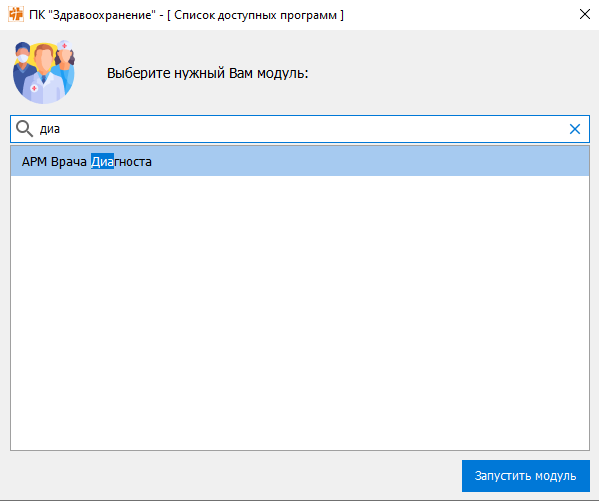 ПК "Здравоохранение" - [ Список доступных программ ]
Выберите нужный Вам модуль:
диа
АРМ Врача Диагноста
Запустить модуль